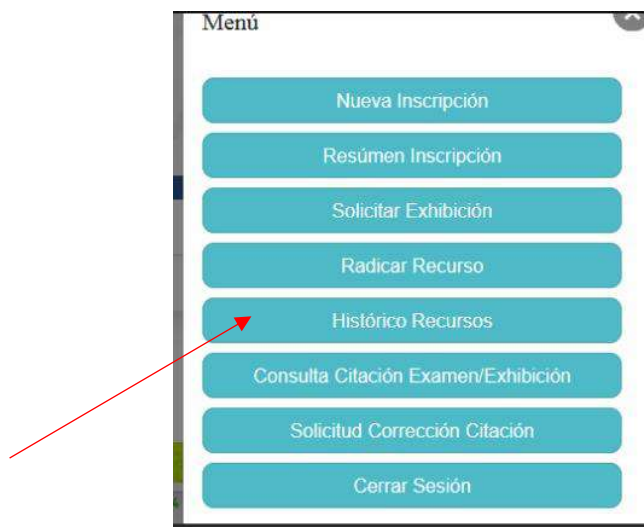 Menú
Nueva Inscripción
Resúmen Inscripción
Solicitar Exhibición
Radicar Recurso
Histórico Recursos
Consulta Citación Examen/Exhibición
Solicitud Corrección Citación
Cerrar Sesión